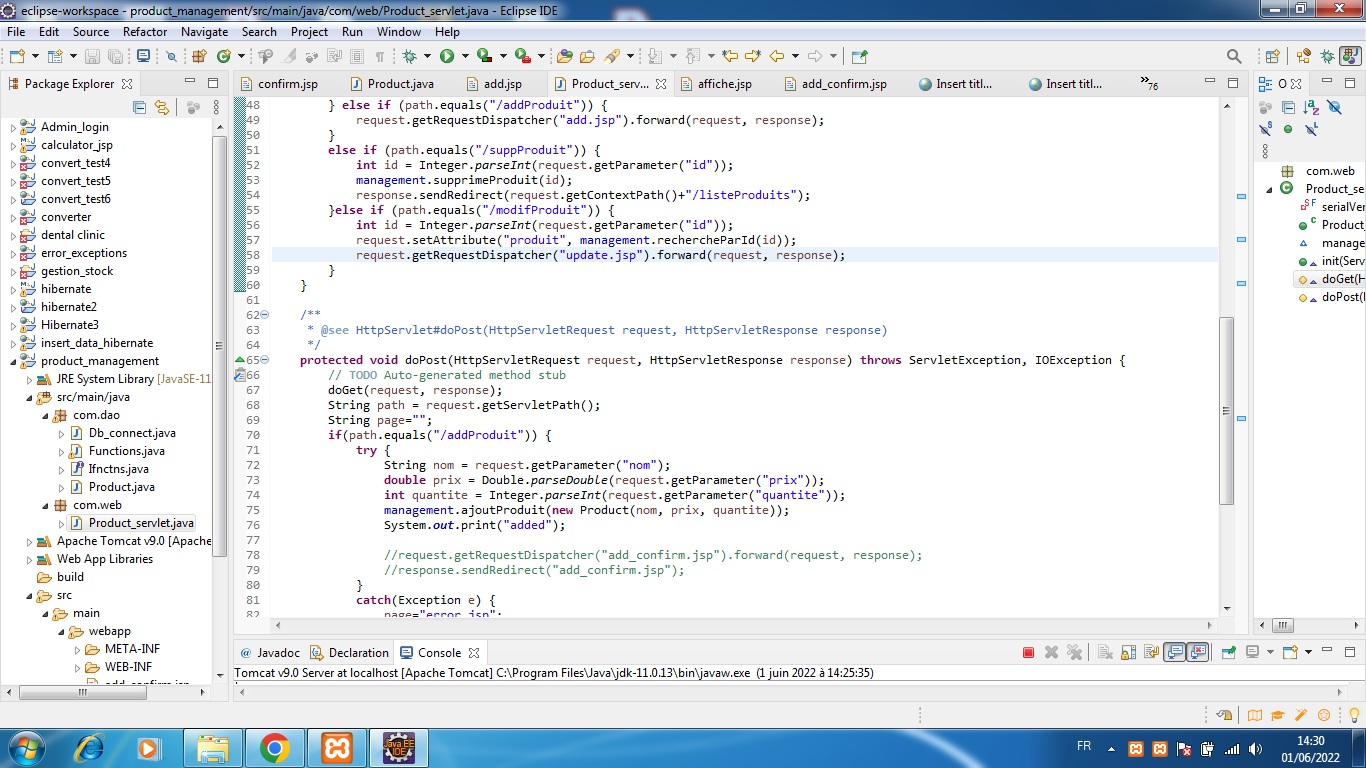 eclipse-workspace - product_management/src/main/java/com/web/Product_servlet.java - Eclipse IDE
File Edit Source Refactor Navigate Search Project Run Window Help
Package Explorer
confirm.jsp Product.java add.jsp Product_serv... affiche.jsp add_confirm.jsp Insert titl... Insert titl... 76
O
Admin_login
calculator_jsp
convert_test4
convert_test5
convert_test6
converter
dental clinic
error_exceptions
gestion_stock
hibernate
hibernate2
Hibernate3
insert_data_hibernate
product_management
JRE System Library [JavaSE-11
src/main/java
com.dao
Db_connect.java
Functions.java
Ifnctns.java
Product.java
com.web
Product_servlet.java
Apache Tomcat v9.0 [Apache
Web App Libraries
build
src
main
webapp
META-INF
WEB-INF
add_confirm.jsp
48 } else if (path.equals("/addProduit")) {
49 request.getRequestDispatcher("add.jsp").forward(request, response);
50 }
51 else if (path.equals("/suppProduit")) {
52 int id = Integer.parseInt(request.getParameter("id"));
53 management.supprimeProduit(id);
54 response.sendRedirect(request.getContextPath()+"/listeProduits");
55 }else if (path.equals("/modifProduit")) {
56 int id = Integer.parseInt(request.getParameter("id"));
57 request.setAttribute("produit", management.rechercheParId(id));
58 request.getRequestDispatcher("update.jsp").forward(request, response);
59 }
60 }
61
62 /**
63 * @see HttpServlet#doPost(HttpServletRequest request, HttpServletResponse response)
64 */
65 protected void doPost(HttpServletRequest request, HttpServletResponse response) throws ServletException, IOException {
66 // TODO Auto-generated method stub
67 doGet(request, response);
68 String path = request.getServletPath();
69 String page="";
70 if(path.equals("/addProduit")) {
71 try {
72 String nom = request.getParameter("nom");
73 double prix = Double.parseDouble(request.getParameter("prix"));
74 int quantite = Integer.parseInt(request.getParameter("quantite"));
75 management.ajoutProduit(new Product(nom, prix, quantite));
76 System.out.print("added");
77
78 //request.getRequestDispatcher("add_confirm.jsp").forward(request, response);
79 //response.sendRedirect("add_confirm.jsp");
80 }
81 catch(Exception e) {
82 page="error.jsp";
com.web
Product_se
serialVer
Product_
manage
init(Serv
doGet(H
doPost(
Javadoc Declaration Console
Tomcat v9.0 Server at localhost [Apache Tomcat] C:\Program Files\Java\jdk-11.0.13\bin\javaw.exe (1 juin 2022 à 14:25:35)
Java EE
IDE
FR
14:30
01/06/2022